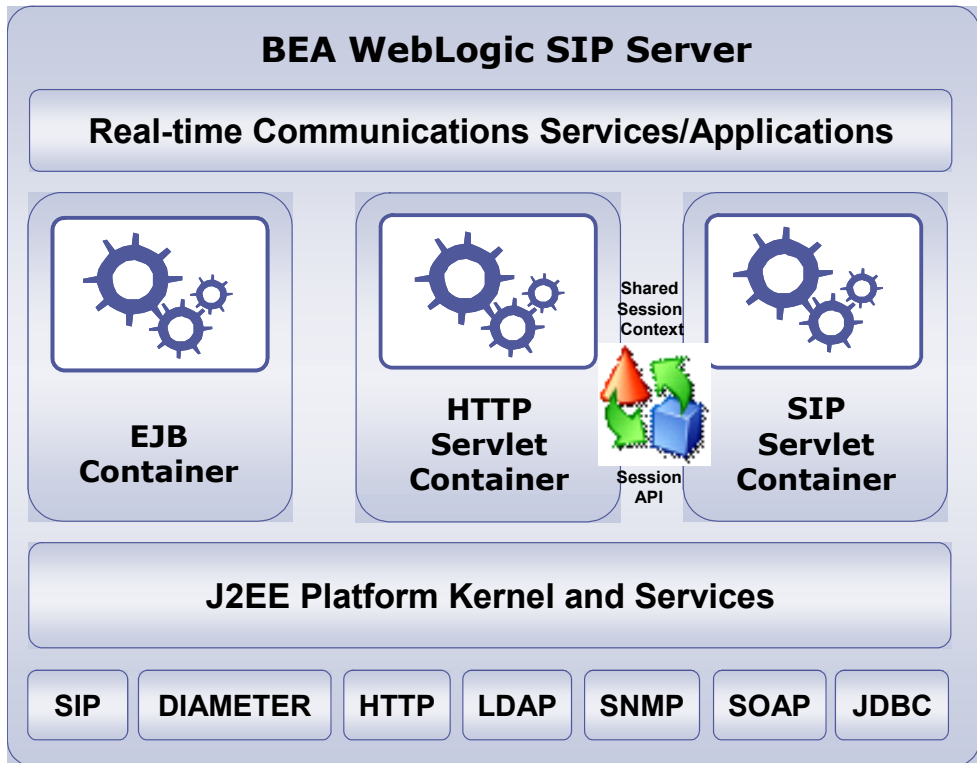 BEA WebLogic SIP Server
Real-time Communications Services/Applications
EJB
Container
HTTP
Servlet
Container
Shared
Session
Context
Session
API
SIP
Servlet
Container
J2EE Platform Kernel and Services
SIP
DIAMETER
HTTP
LDAP
SNMP
SOAP
JDBC